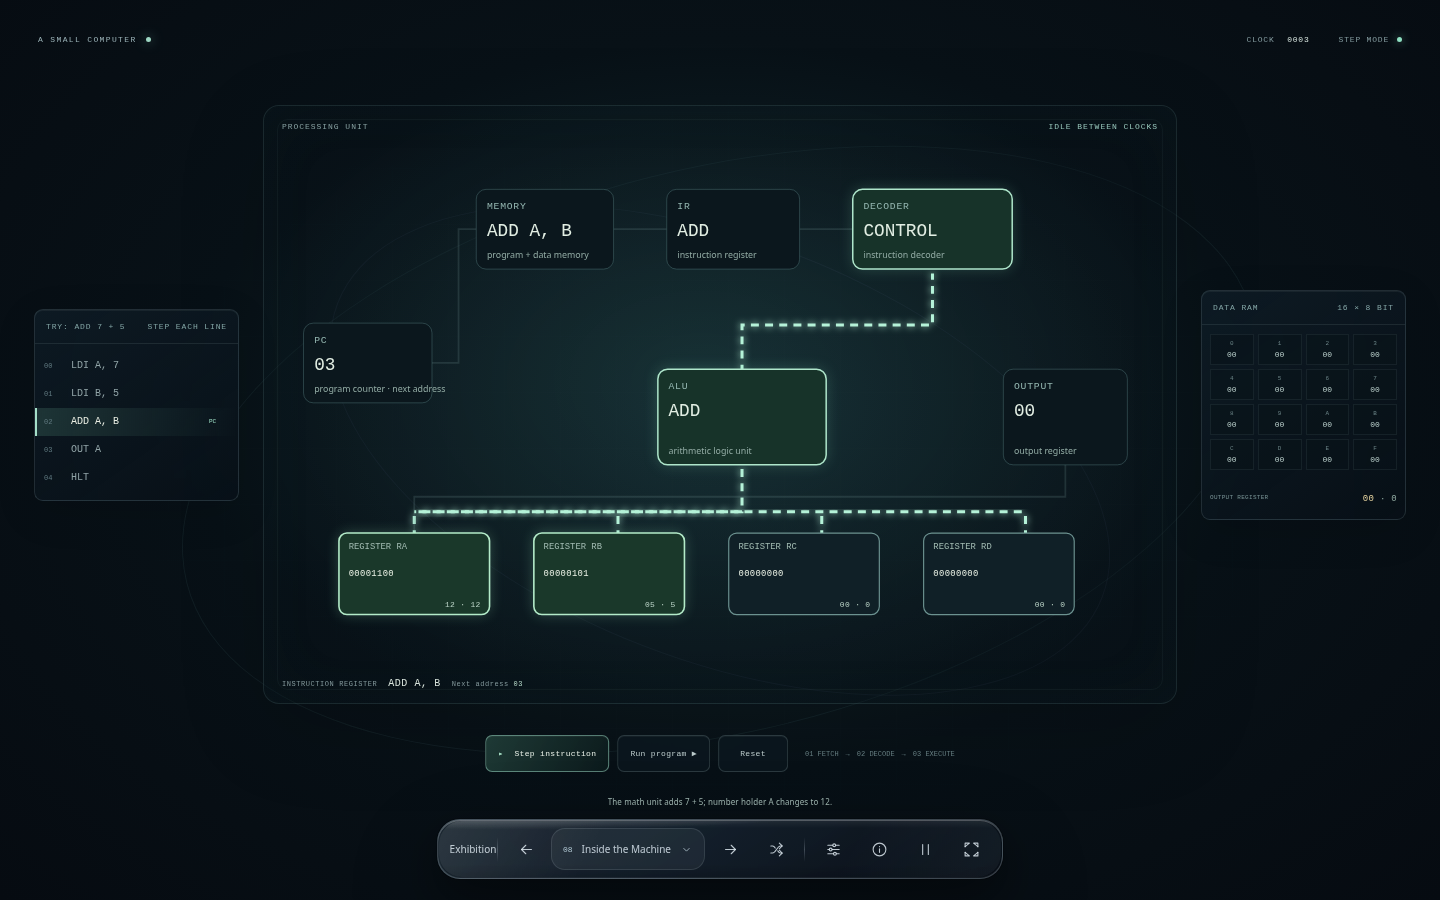 A SMALL COMPUTER
CLOCK 0003 STEP MODE
PROCESSING UNIT
IDLE BETWEEN CLOCKS
MEMORY
ADD A, B
program + data memory
IR
ADD
instruction register
DECODER
CONTROL
instruction decoder
PC
03
program counter · next address
ALU
ADD
arithmetic logic unit
OUTPUT
00
output register
TRY: ADD 7 + 5 STEP EACH LINE
00 LDI A, 7
01 LDI B, 5
02 ADD A, B PC
03 OUT A
04 HLT
DATA RAM 16 × 8 BIT
0 1 2 3
00 00 00 00
4 5 6 7
00 00 00 00
8 9 A B
00 00 00 00
C D E F
00 00 00 00
OUTPUT REGISTER 00 · 0
REGISTER RA
00001100
12 · 12
REGISTER RB
00000101
05 · 5
REGISTER RC
00000000
00 · 0
REGISTER RD
00000000
00 · 0
INSTRUCTION REGISTER ADD A, B Next address 03
▸ Step instruction
Run program ▶
Reset
01 FETCH → 02 DECODE → 03 EXECUTE
The math unit adds 7 + 5; number holder A changes to 12.
Exhibition
08 Inside the Machine